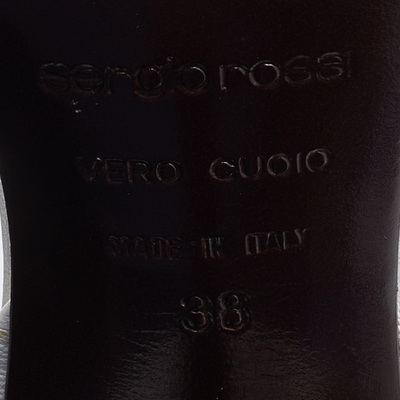 sergio rossi
VERO CUOIO
MADE IN ITALY
38